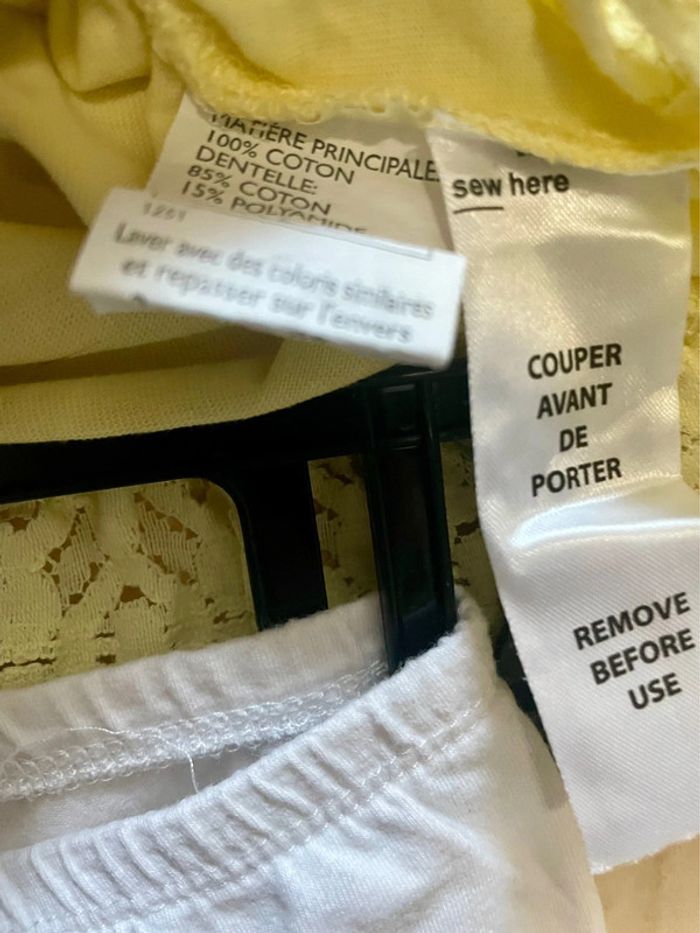 MATIÈRE PRINCIPALE
100% COTON
DENTELLE:
85% COTON
15% POLYAMIDE
1251
Laver avec des coloris similaires
et repasser sur l'envers
sew here
COUPER
AVANT
DE
PORTER
REMOVE
BEFORE
USE